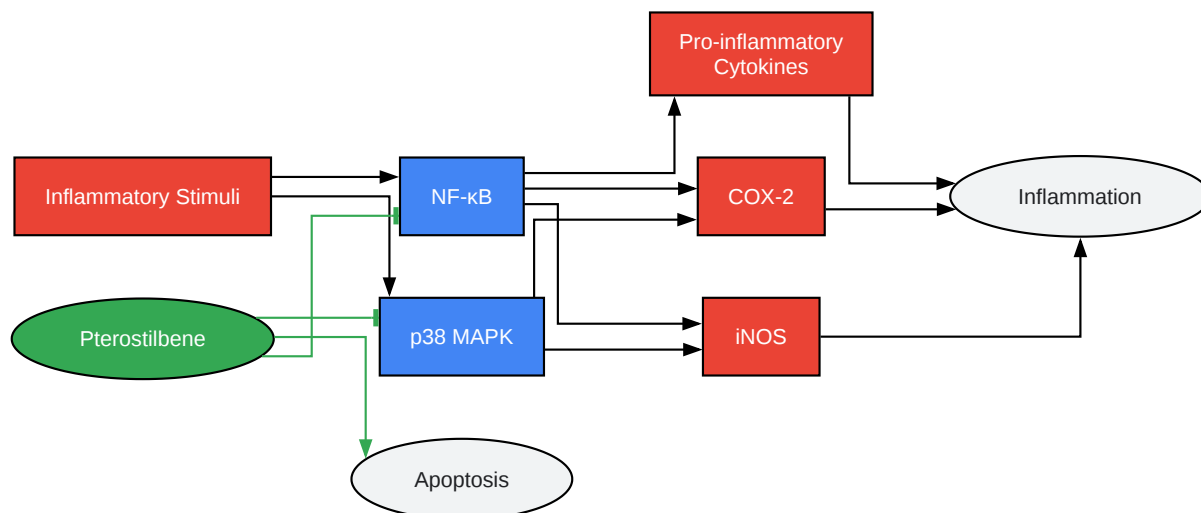 Pro-inflammatory
Cytokines
Inflammatory Stimuli
NF-κB
COX-2
Inflammation
Pterostilbene
p38 MAPK
iNOS
Apoptosis